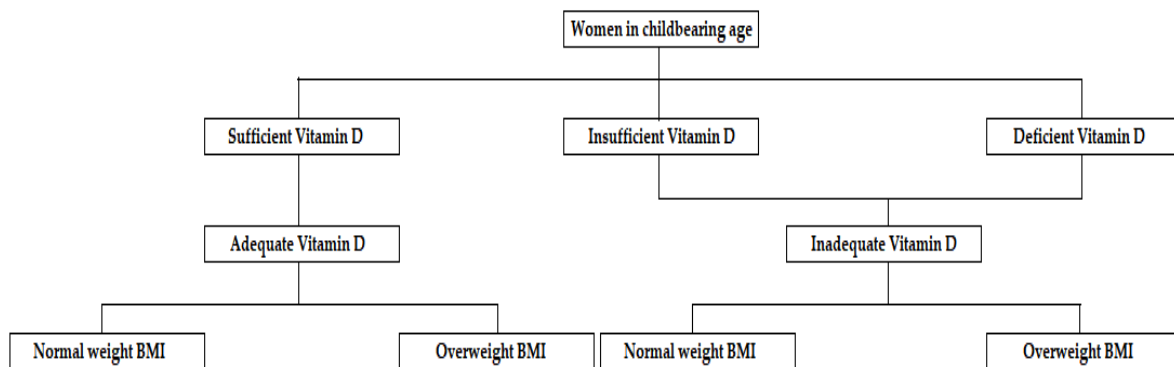 Women in childbearing age
Sufficient Vitamin D
Insufficient Vitamin D
Deficient Vitamin D
Adequate Vitamin D
Inadequate Vitamin D
Normal weight BMI
Overweight BMI
Normal weight BMI
Overweight BMI